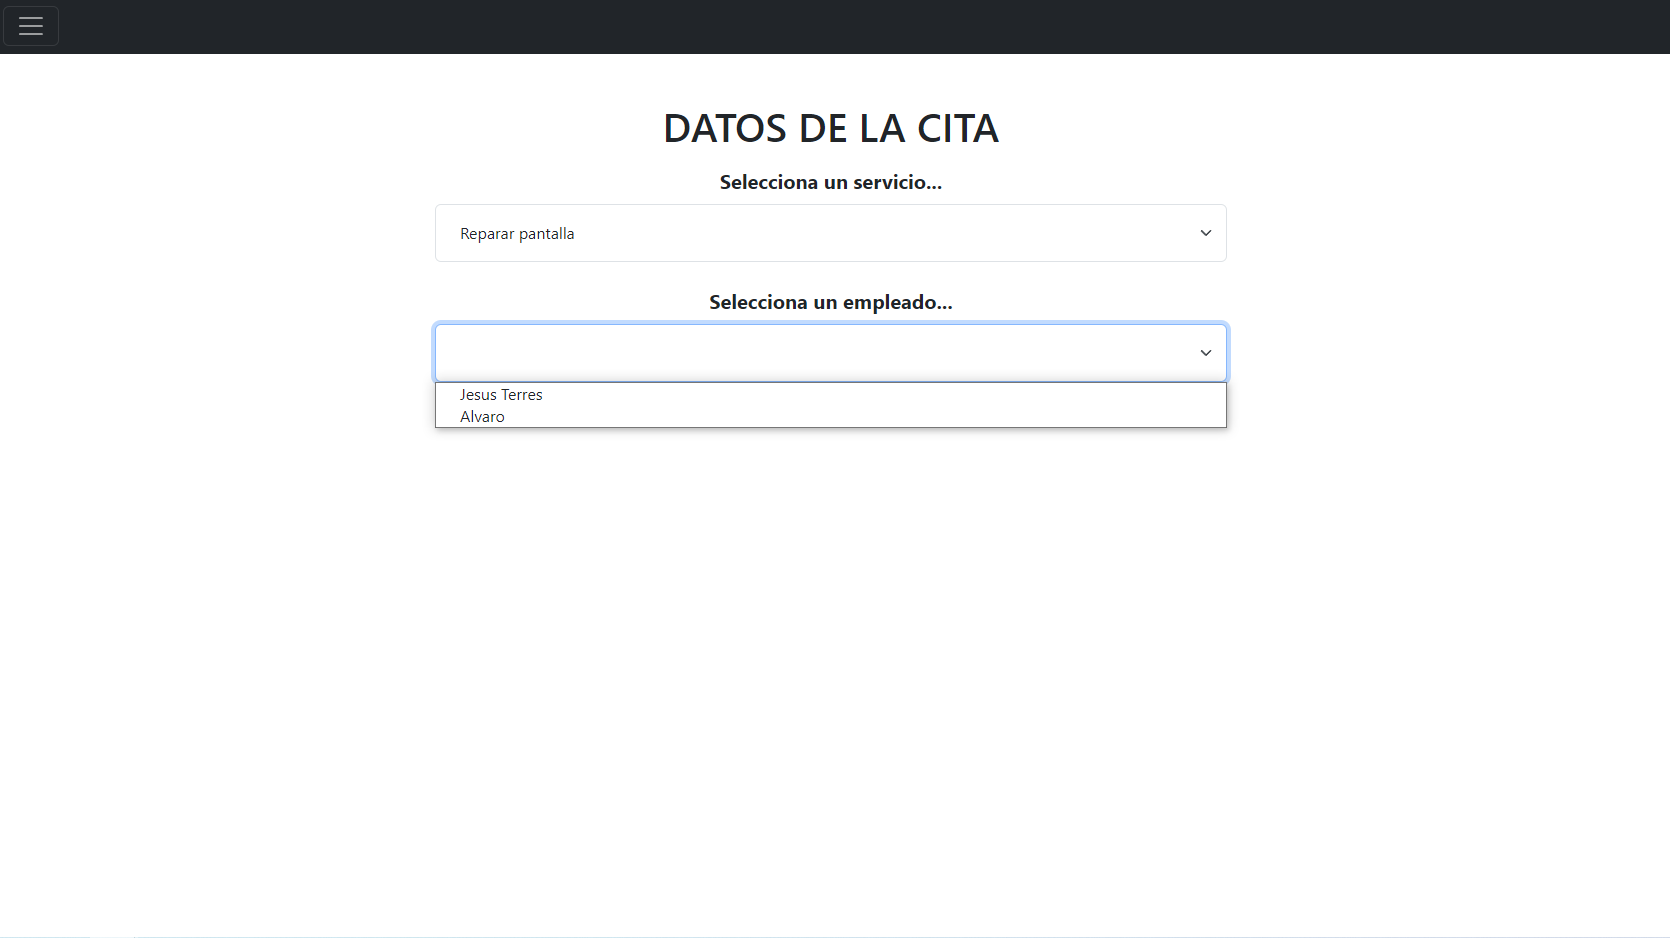 DATOS DE LA CITA
Selecciona un servicio...
Reparar pantalla
Selecciona un empleado...
Jesus Terres
Alvaro